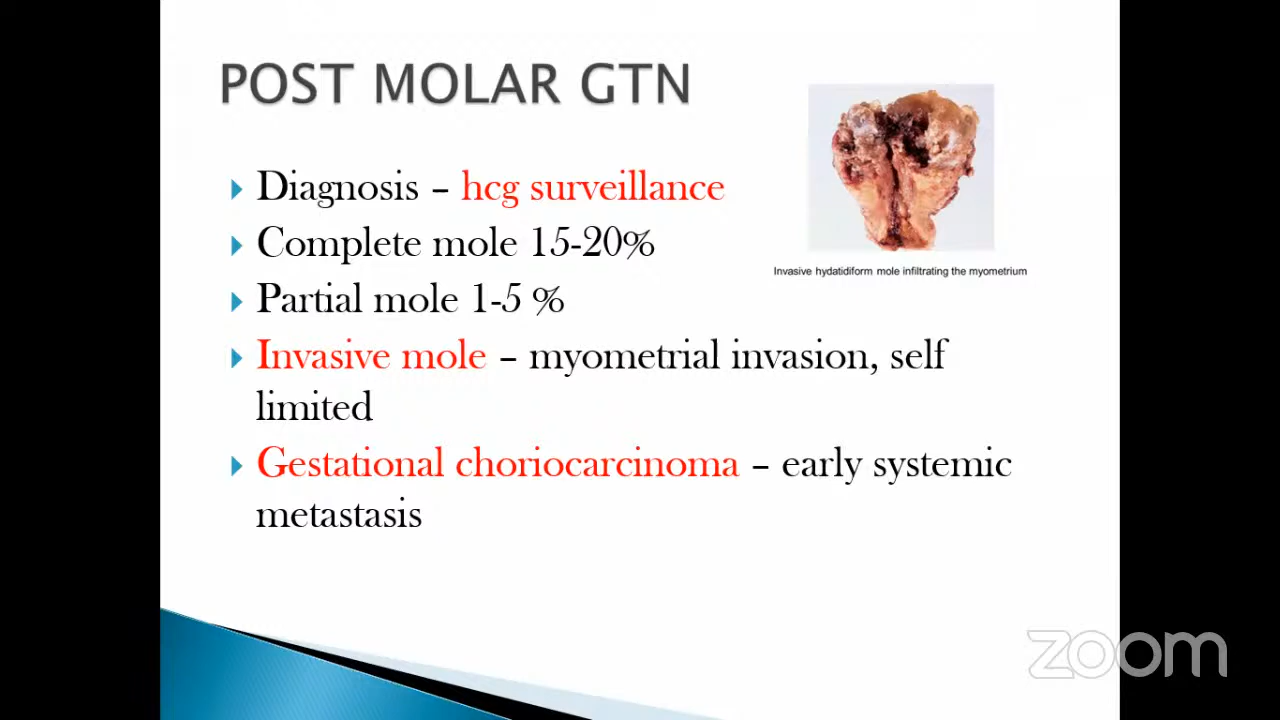 POST MOLAR GTN
Diagnosis – hcg surveillance
Complete mole 15-20%
Partial mole 1-5 %
Invasive mole – myometrial invasion, self
limited
Gestational choriocarcinoma – early systemic
metastasis
Invasive hydatidiform mole infiltrating the myometrium
zoom